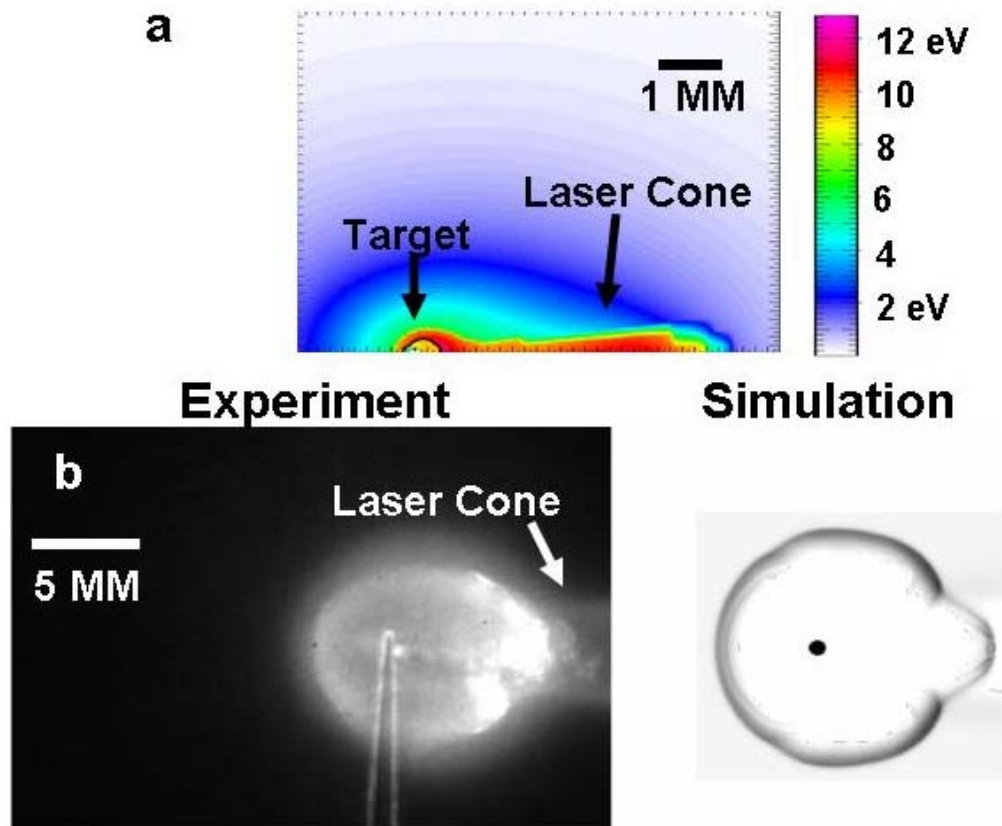 a
1 MM
12 eV
10
8
6
4
2 eV
Laser Cone
Target
Experiment
Simulation
b
Laser Cone
5 MM